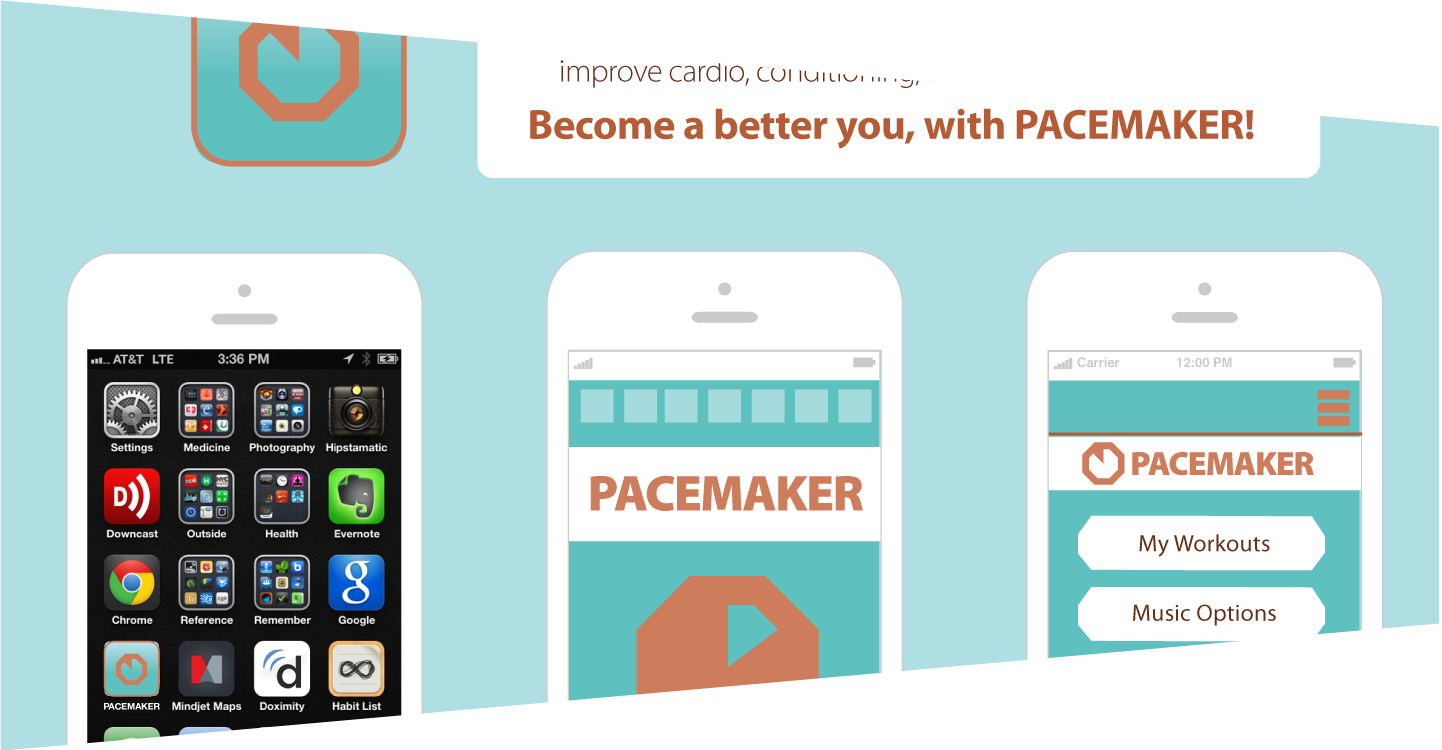 improve cardio, conditioning,
Become a better you, with PACEMAKER!
AT&T LTE 3:36 PM
Settings Medicine Photography Hipstamatic
D
Downcast Outside Health Evernote
g
Chrome Reference Remember Google
d
PACEMAKER Mindjet Maps Doximity Habit List
PACEMAKER
Carrier 12:00 PM
PACEMAKER
My Workouts
Music Options